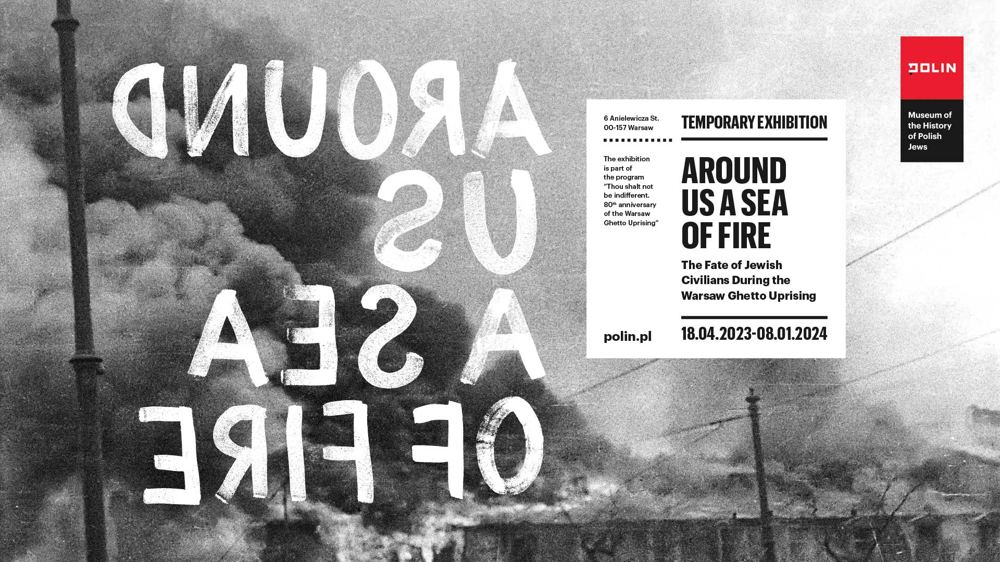 AROUND
US
A SEA
OF FIRE
6 Anielewicza St.
00-157 Warsaw
The exhibition
is part of
the program
“Thou shalt not
be indifferent.
80th anniversary
of the Warsaw
Ghetto Uprising”
polin.pl
TEMPORARY EXHIBITION
AROUND
US A SEA
OF FIRE
The Fate of Jewish
Civilians During the
Warsaw Ghetto Uprising
18.04.2023-08.01.2024
POLIN
Museum of
the History
of Polish
Jews